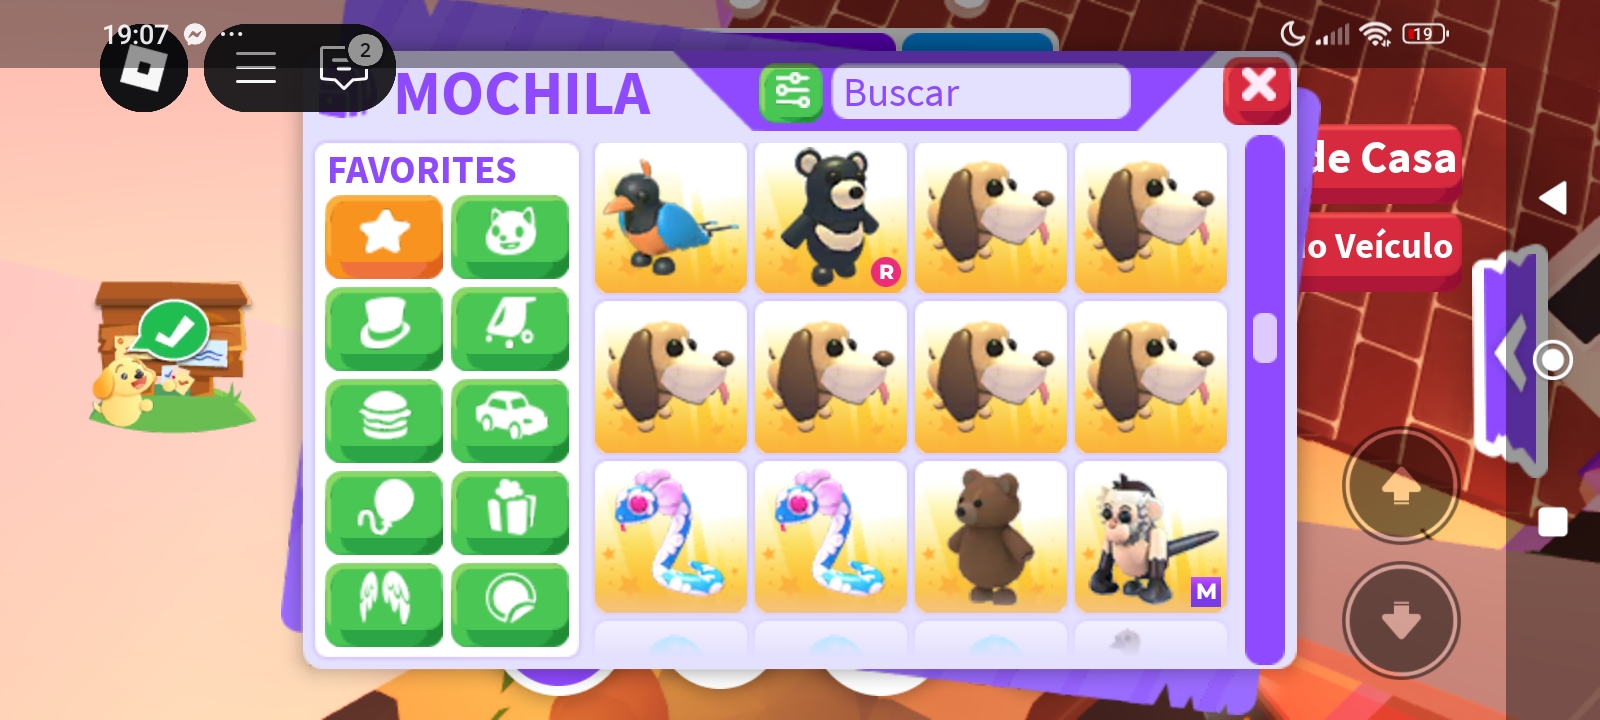 19:07
2
MOCHILA
Buscar
19
FAVORITES
de Casa
R
o Veículo
M